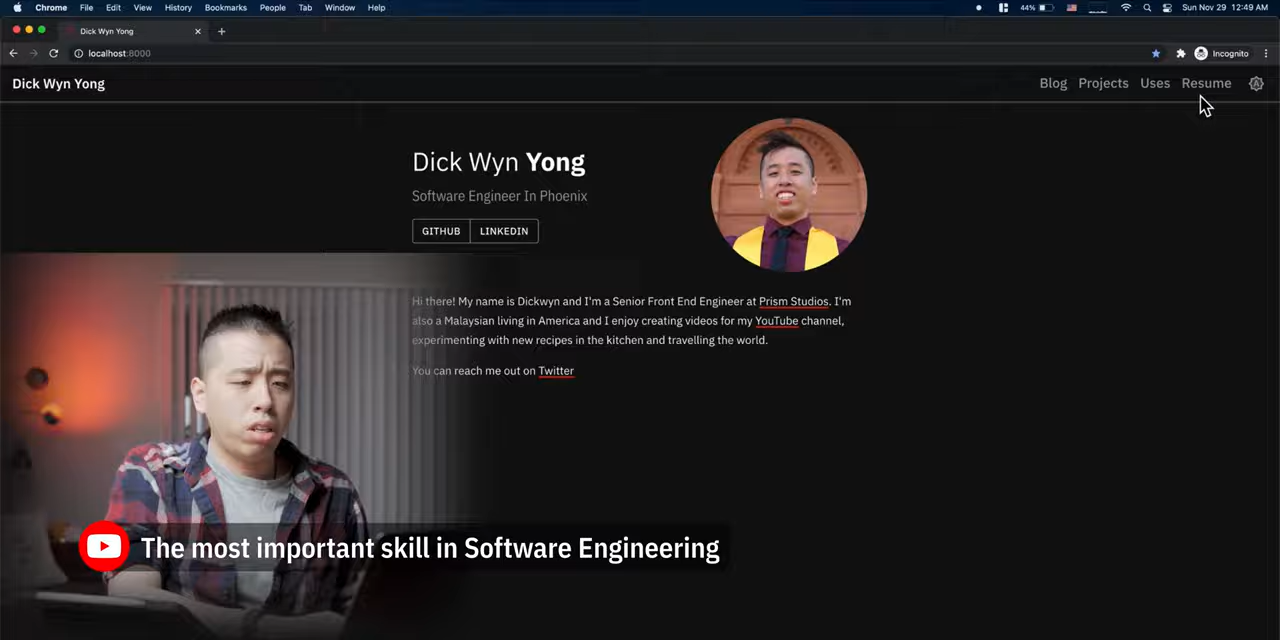 Chrome File Edit View History Bookmarks People Tab Window Help 44% Sun Nov 29 12:49 AM
Dick Wyn Yong
localhost:8000 Incognito
Dick Wyn Yong Blog Projects Uses Resume
Dick Wyn Yong
Software Engineer In Phoenix
GITHUB LINKEDIN
Hi there! My name is Dickwyn and I'm a Senior Front End Engineer at Prism Studios. I'm
also a Malaysian living in America and I enjoy creating videos for my YouTube channel,
experimenting with new recipes in the kitchen and travelling the world.
You can reach me out on Twitter
The most important skill in Software Engineering